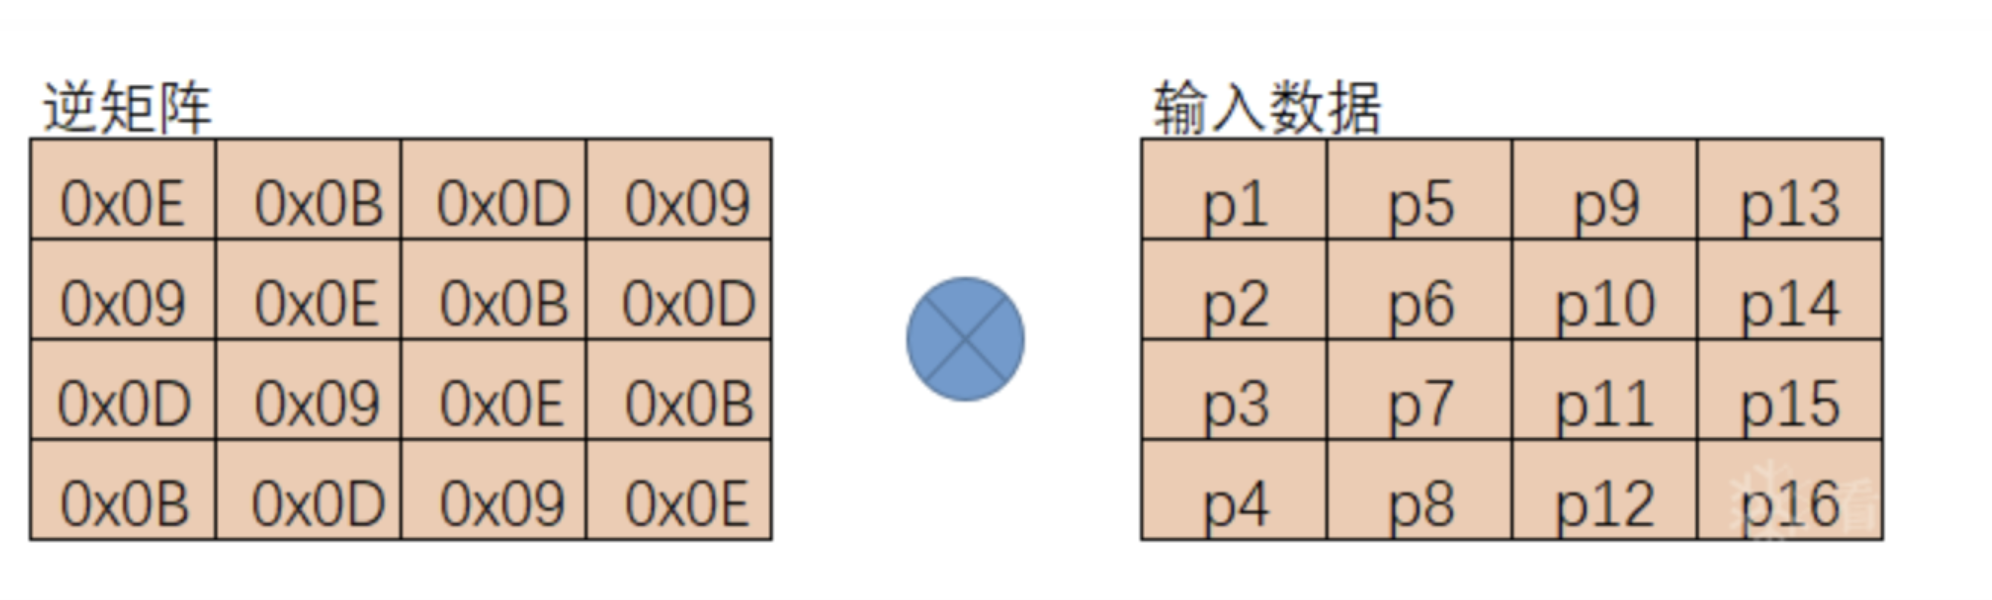 逆矩阵 输入数据
0x0E 0x0B 0x0D 0x09 p1 p5 p9 p13
0x09 0x0E 0x0B 0x0D p2 p6 p10 p14
0x0D 0x09 0x0E 0x0B p3 p7 p11 p15
0x0B 0x0D 0x09 0x0E p4 p8 p12 p16
看